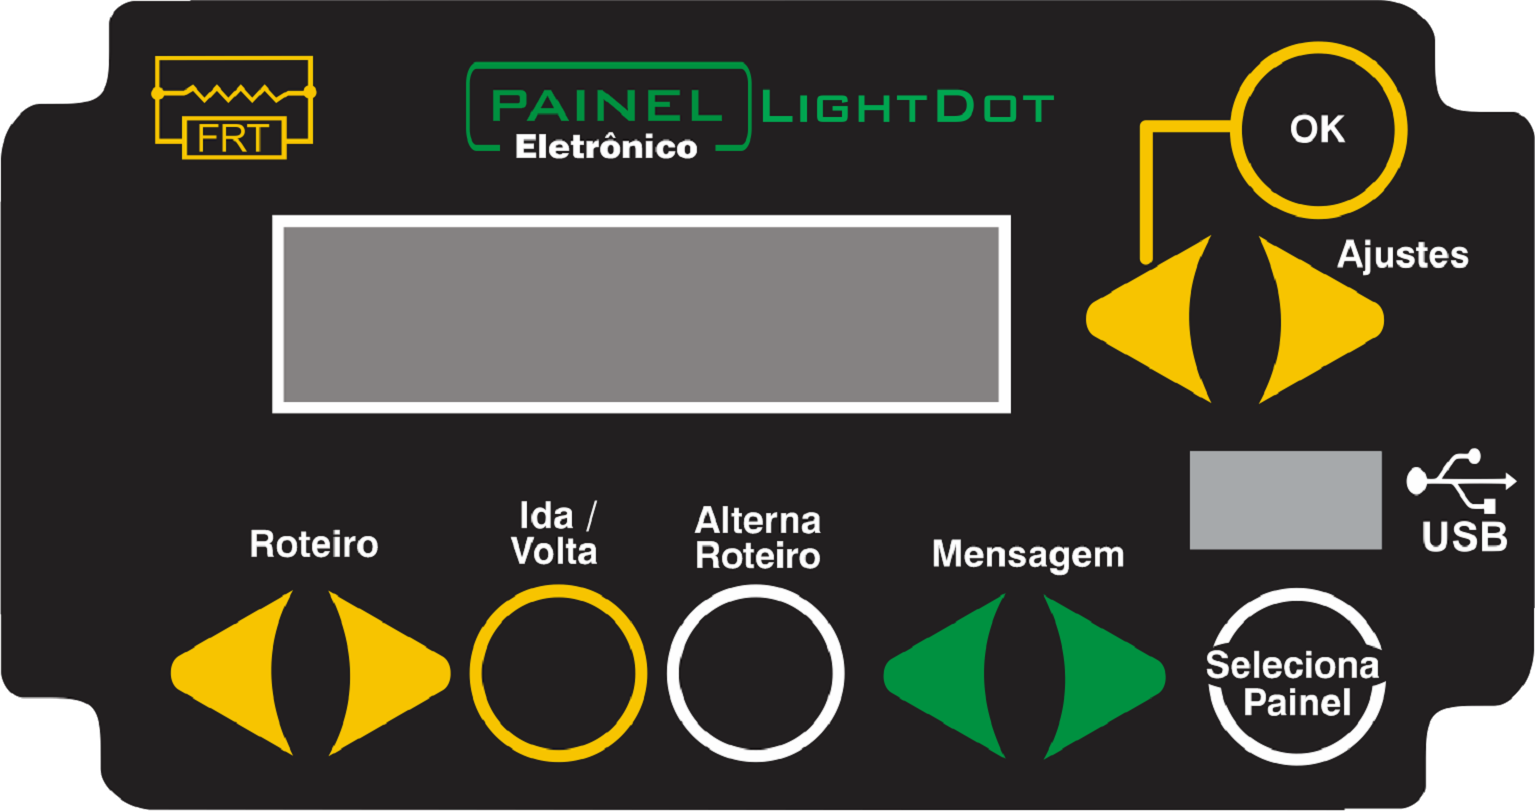 FRT
PAINEL LIGHTDOT
Eletrônico
OK
Ajustes
USB
Roteiro
Ida /
Volta
Alterna
Roteiro
Mensagem
Seleciona
Painel